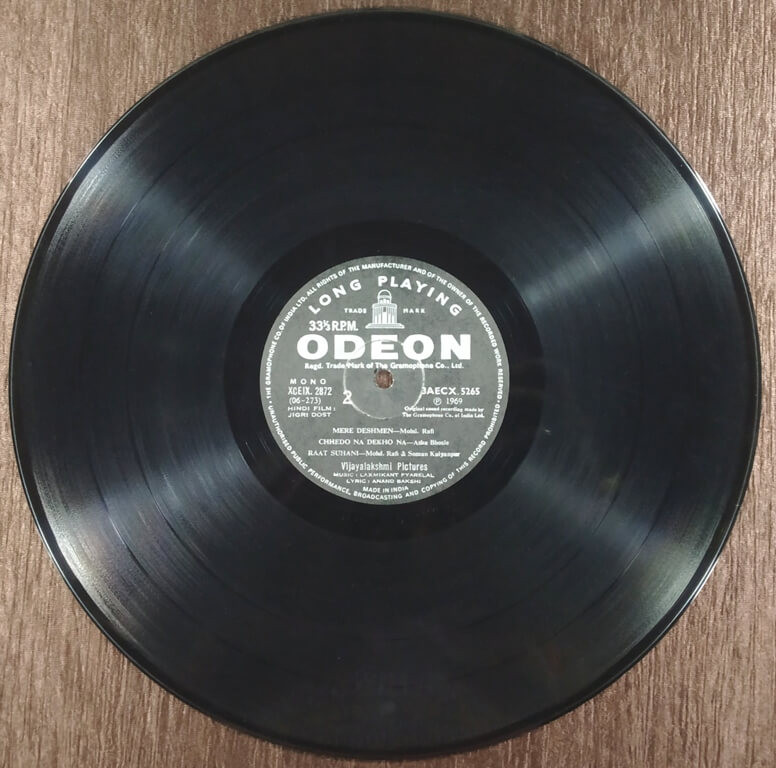 THE GRAMOPHONE CO. OF INDIA LTD. ALL RIGHTS OF THE MANUFACTURER AND OF THE OWNER OF THE RECORDED WORK RESERVED
LONG PLAYING
TRADE MARK
33⅓ R.P.M.
ODEON
Regd. Trade Mark of The Gramophone Co., Ltd.
MONO
XCEIX. 2872
(06-273)
HINDI FILM:
JIGRI DOST
2
3AECX. 5265
Ⓟ 1969
Original sound recording made by
The Gramophone Co. of India Ltd.
MERE DESHMEN—Mohd. Rafi
CHHEDO NA DEKHO NA—Asha Bhosle
RAAT SUHANI—Mohd. Rafi & Suman Kalyanpur
Vijayalakshmi Pictures
MUSIC: LAXMIKANT PYARELAL
LYRIC: ANAND BAKSHI
MADE IN INDIA
UNAUTHORISED PUBLIC PERFORMANCE, BROADCASTING AND COPYING OF THIS RECORD PROHIBITED